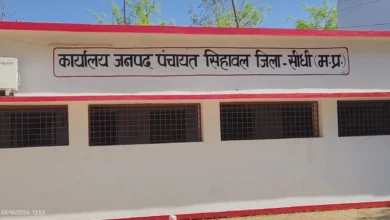 कार्यालय जनपद पंचायत सिहावल जिला-सीधी (म.प्र.)